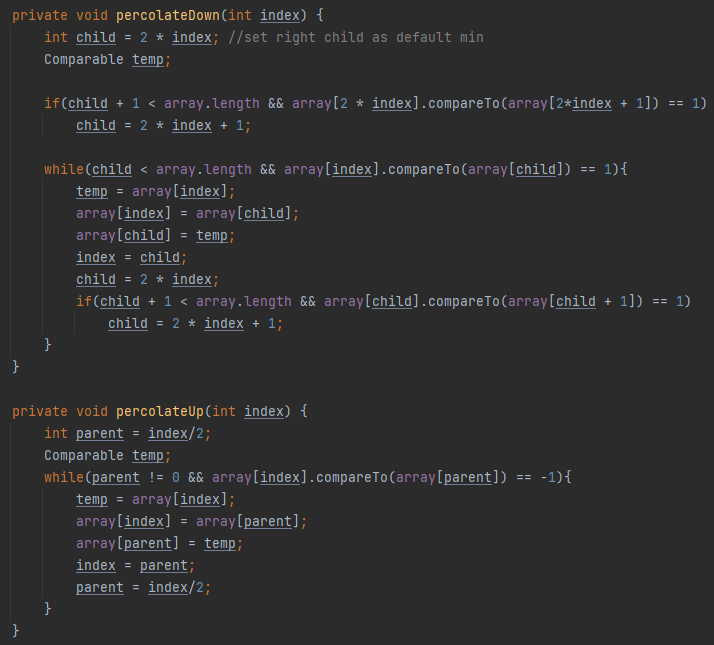 private void percolateDown(int index) {
    int child = 2 * index; //set right child as default min
    Comparable temp;

    if(child + 1 < array.length && array[2 * index].compareTo(array[2*index + 1]) == 1)
        child = 2 * index + 1;

    while(child < array.length && array[index].compareTo(array[child]) == 1){
        temp = array[index];
        array[index] = array[child];
        array[child] = temp;
        index = child;
        child = 2 * index;
        if(child + 1 < array.length && array[child].compareTo(array[child + 1]) == 1)
            child = 2 * index + 1;
    }
}

private void percolateUp(int index) {
    int parent = index/2;
    Comparable temp;
    while(parent != 0 && array[index].compareTo(array[parent]) == -1){
        temp = array[index];
        array[index] = array[parent];
        array[parent] = temp;
        index = parent;
        parent = index/2;
    }
}